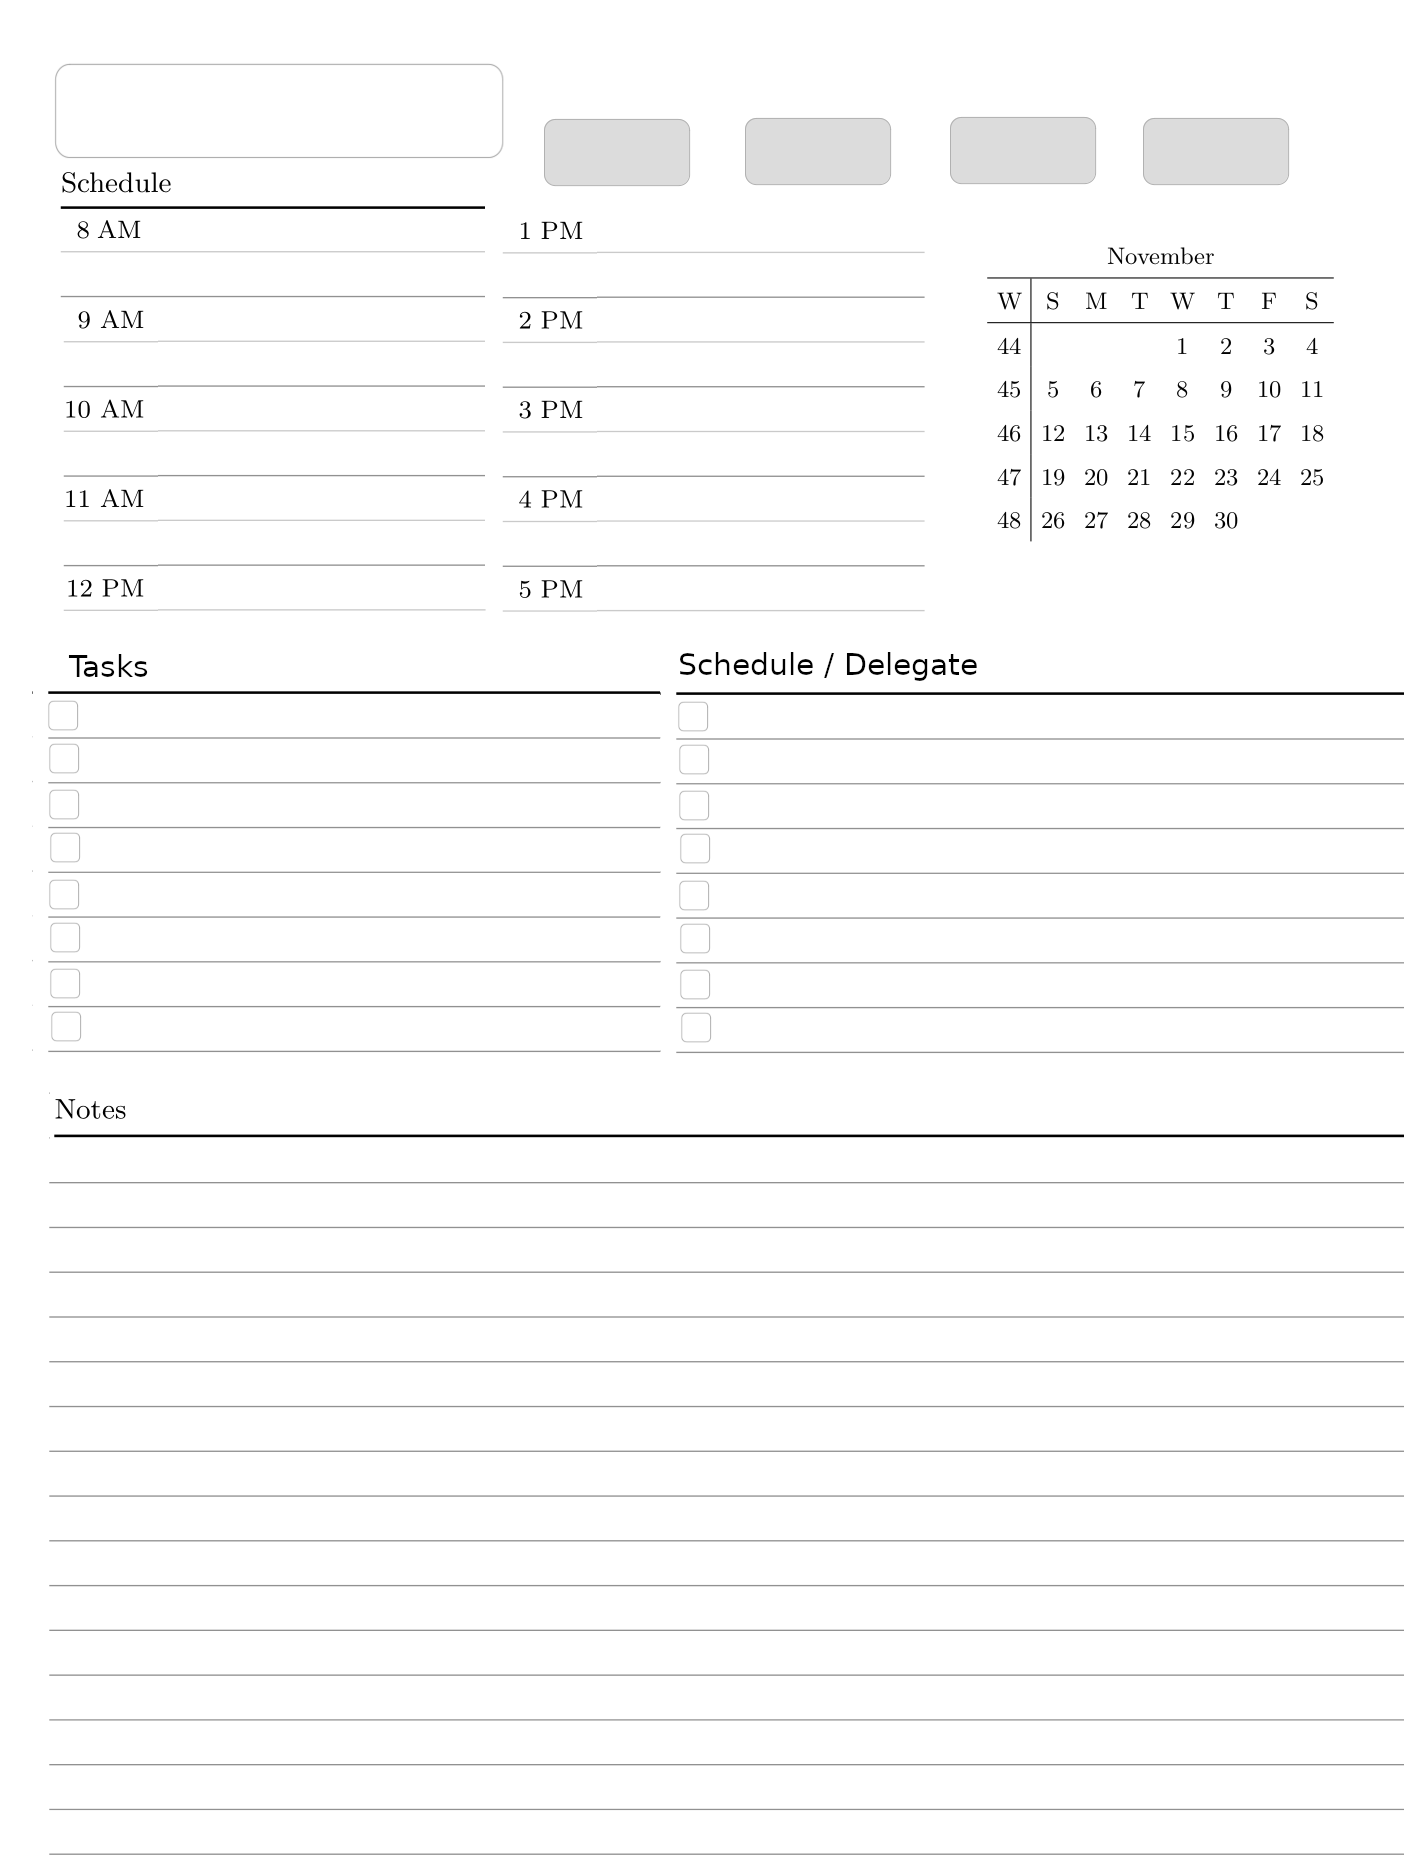 Schedule
8 AM
9 AM
10 AM
11 AM
12 PM
1 PM
2 PM
3 PM
4 PM
5 PM
November
W S M T W T F S
44 1 2 3 4
45 5 6 7 8 9 10 11
46 12 13 14 15 16 17 18
47 19 20 21 22 23 24 25
48 26 27 28 29 30
Tasks
Schedule / Delegate
Notes